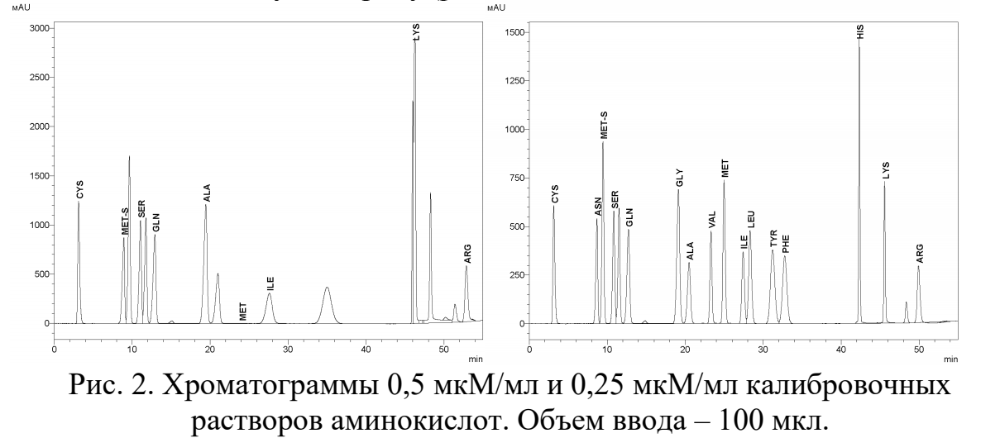 мAU
3000
2500
2000
1500
1000
500
0
CYS
MET-S
SER
GLN
ALA
MET
ILE
LYS
ARG
0 10 20 30 40 50
min
мAU
1500
1250
1000
750
500
250
0
CYS
ASN
MET-S
SER
GLN
GLY
ALA
VAL
MET
ILE
LEU
TYR
PHE
HIS
LYS
ARG
0 10 20 30 40 50
min
Рис. 2. Хроматограммы 0,5 мкМ/мл и 0,25 мкМ/мл калибровочных
растворов аминокислот. Объем ввода – 100 мкл.